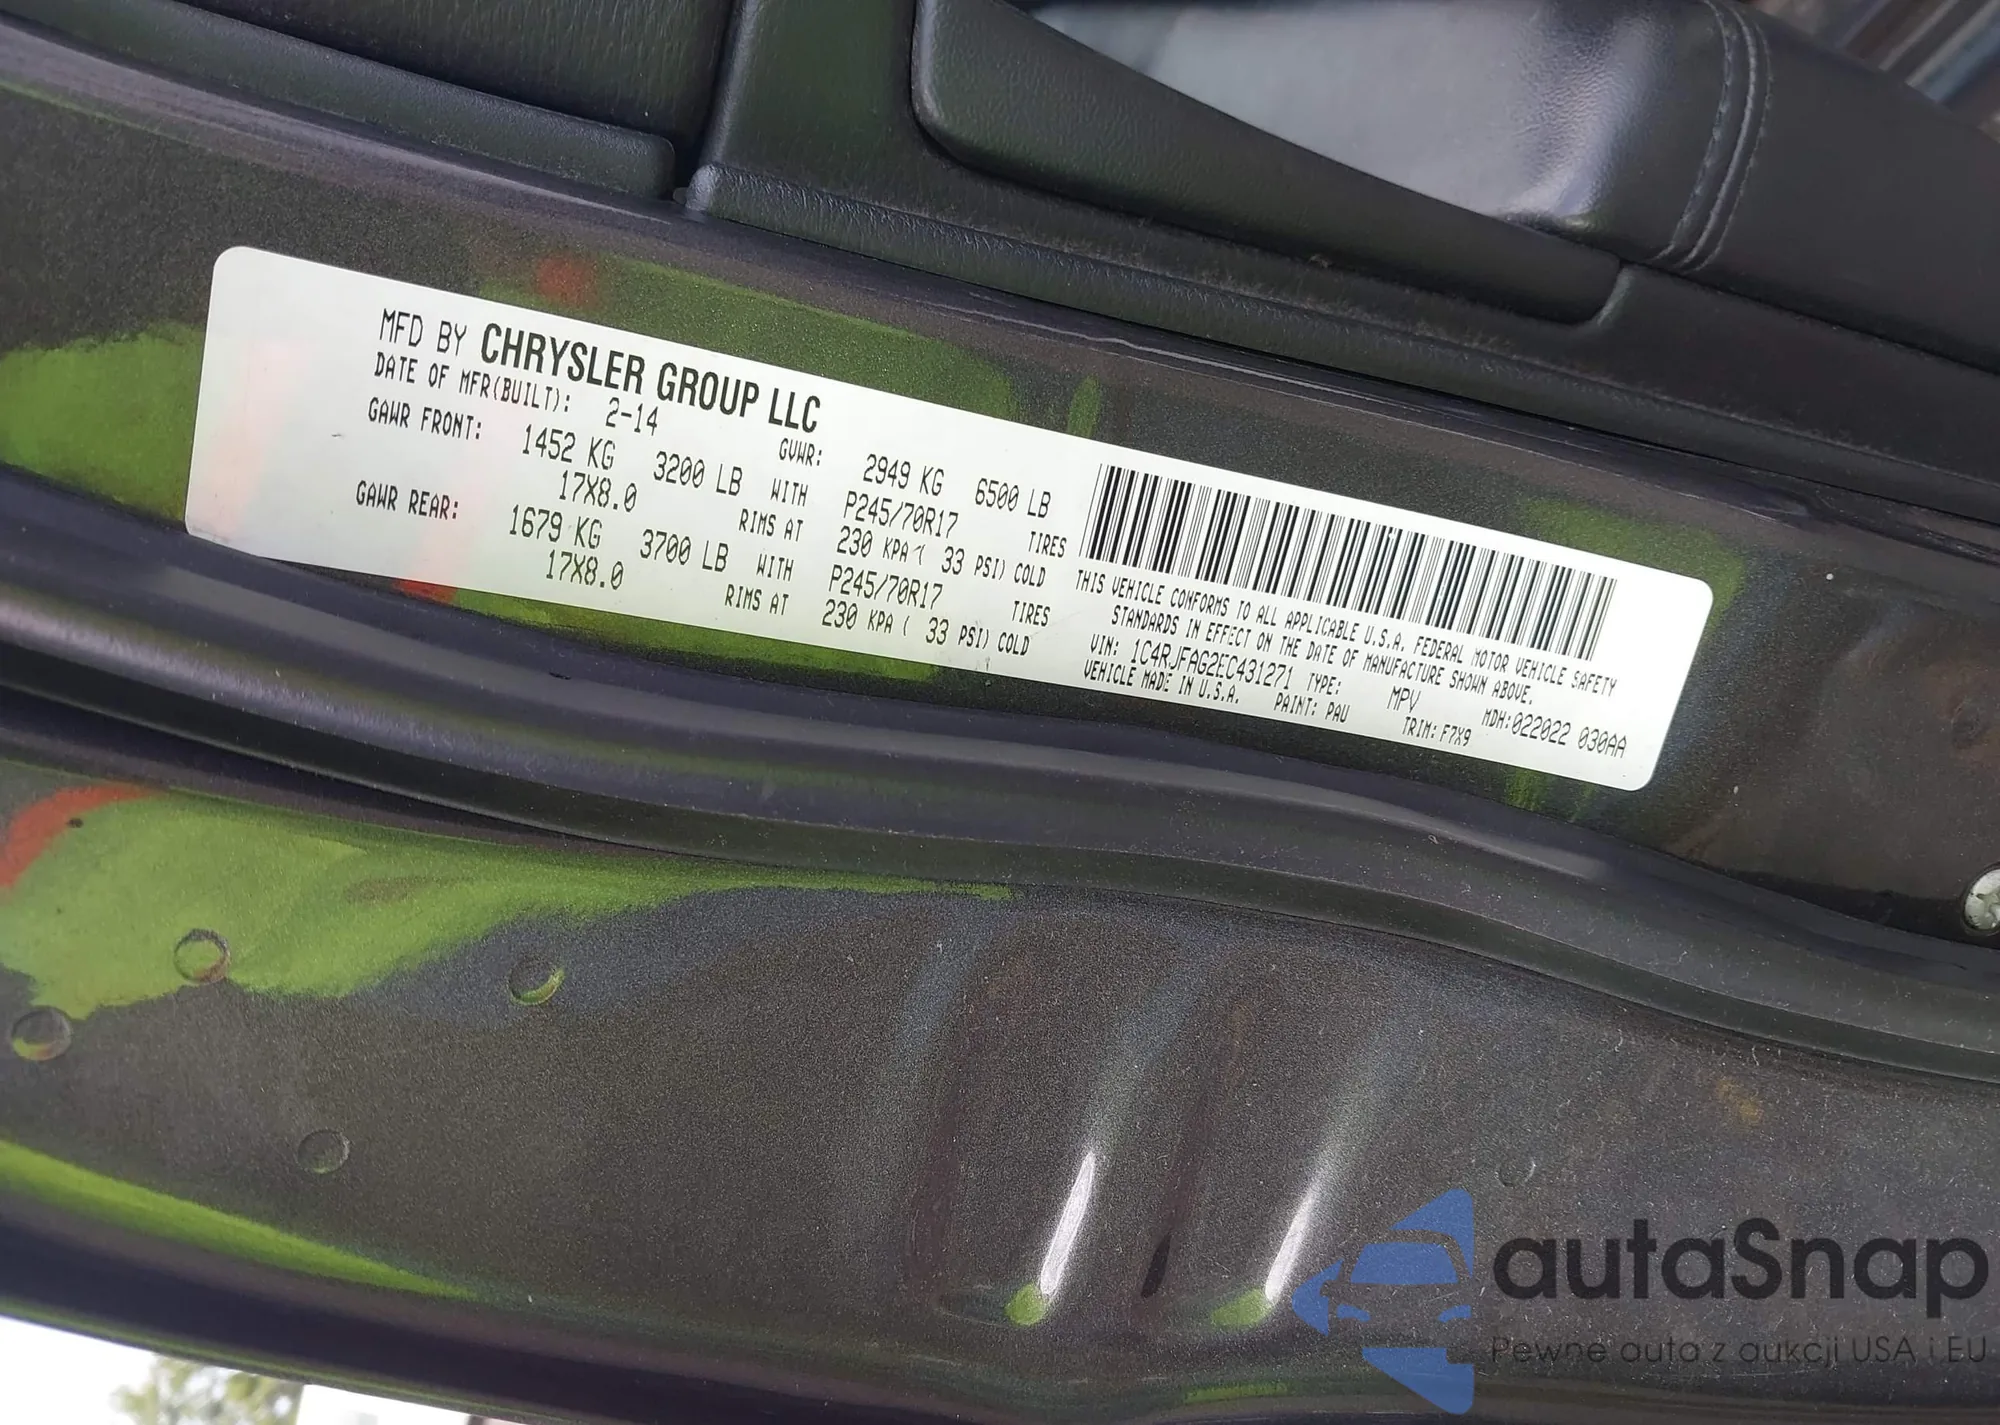 MFD BY CHRYSLER GROUP LLC
DATE OF MFR(BUILT): 2-14 GVWR: 2949 KG 6500 LB
GAWR FRONT: 1452 KG 3200 LB WITH P245/70R17 TIRES
17X8.0 RIMS AT 230 KPA ( 33 PSI) COLD
GAWR REAR: 1679 KG 3700 LB WITH P245/70R17 TIRES
17X8.0 RIMS AT 230 KPA ( 33 PSI) COLD
THIS VEHICLE CONFORMS TO ALL APPLICABLE U.S.A. FEDERAL MOTOR VEHICLE SAFETY
STANDARDS IN EFFECT ON THE DATE OF MANUFACTURE SHOWN ABOVE.
VIN: 1C4RJFAG2EC431271 TYPE: MPV MDH:022022 030AA
VEHICLE MADE IN U.S.A. PAINT: PAU TRIM: F7X9
autaSnap
Pewne auta z aukcji USA i EU